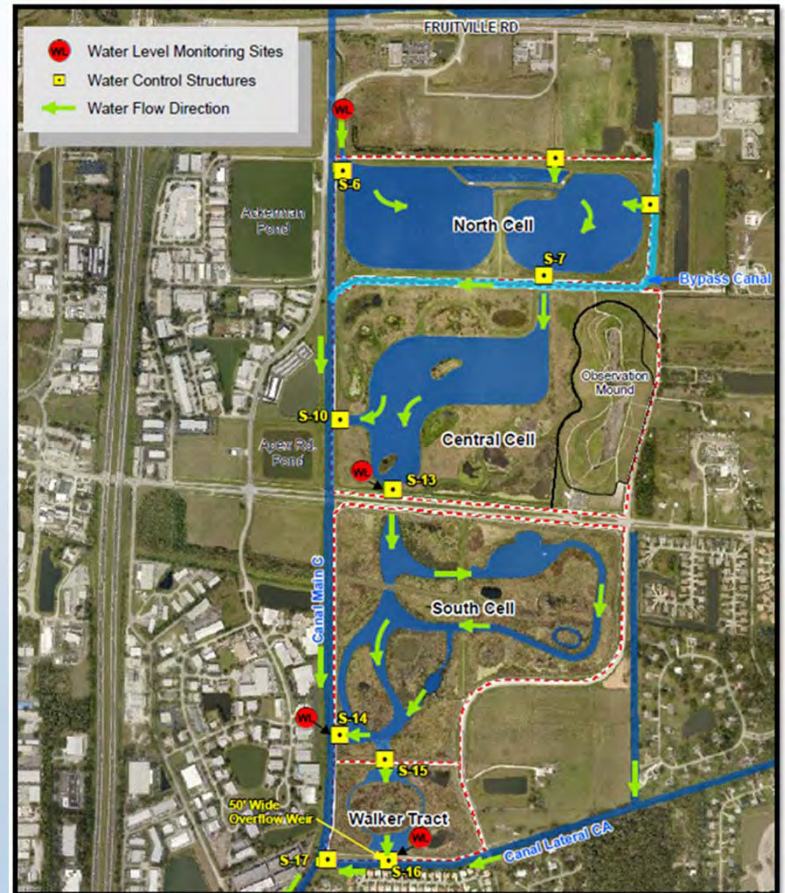 FRUITVILLE RD
WL Water Level Monitoring Sites
Water Control Structures
Water Flow Direction
WL
S-6
Ackerman
Pond
North Cell
S-7
Bypass Canal
Observation
Mound
S-10
Central Cell
Apex Rd.
Pond
WL
S-13
Canal Main C
South Cell
WL
S-14
S-15
50' Wide
Overflow Weir
Walker Tract
WL
S-17
S-16
Canal Lateral CA